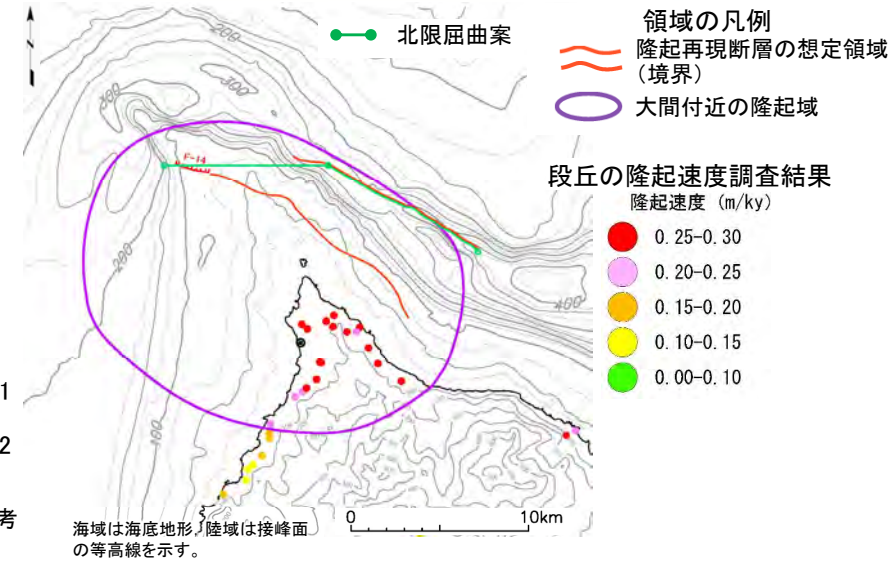 北限屈曲案
領域の凡例
隆起再現断層の想定領域
(境界)
大間付近の隆起域
段丘の隆起速度調査結果
隆起速度 (m/ky)
0.25-0.30
0.20-0.25
0.15-0.20
0.10-0.15
0.00-0.10
N
200
300
300
F-14
200
100
400
1
2
考
0
10km
海域は海底地形,陸域は接峰面
の等高線を示す。